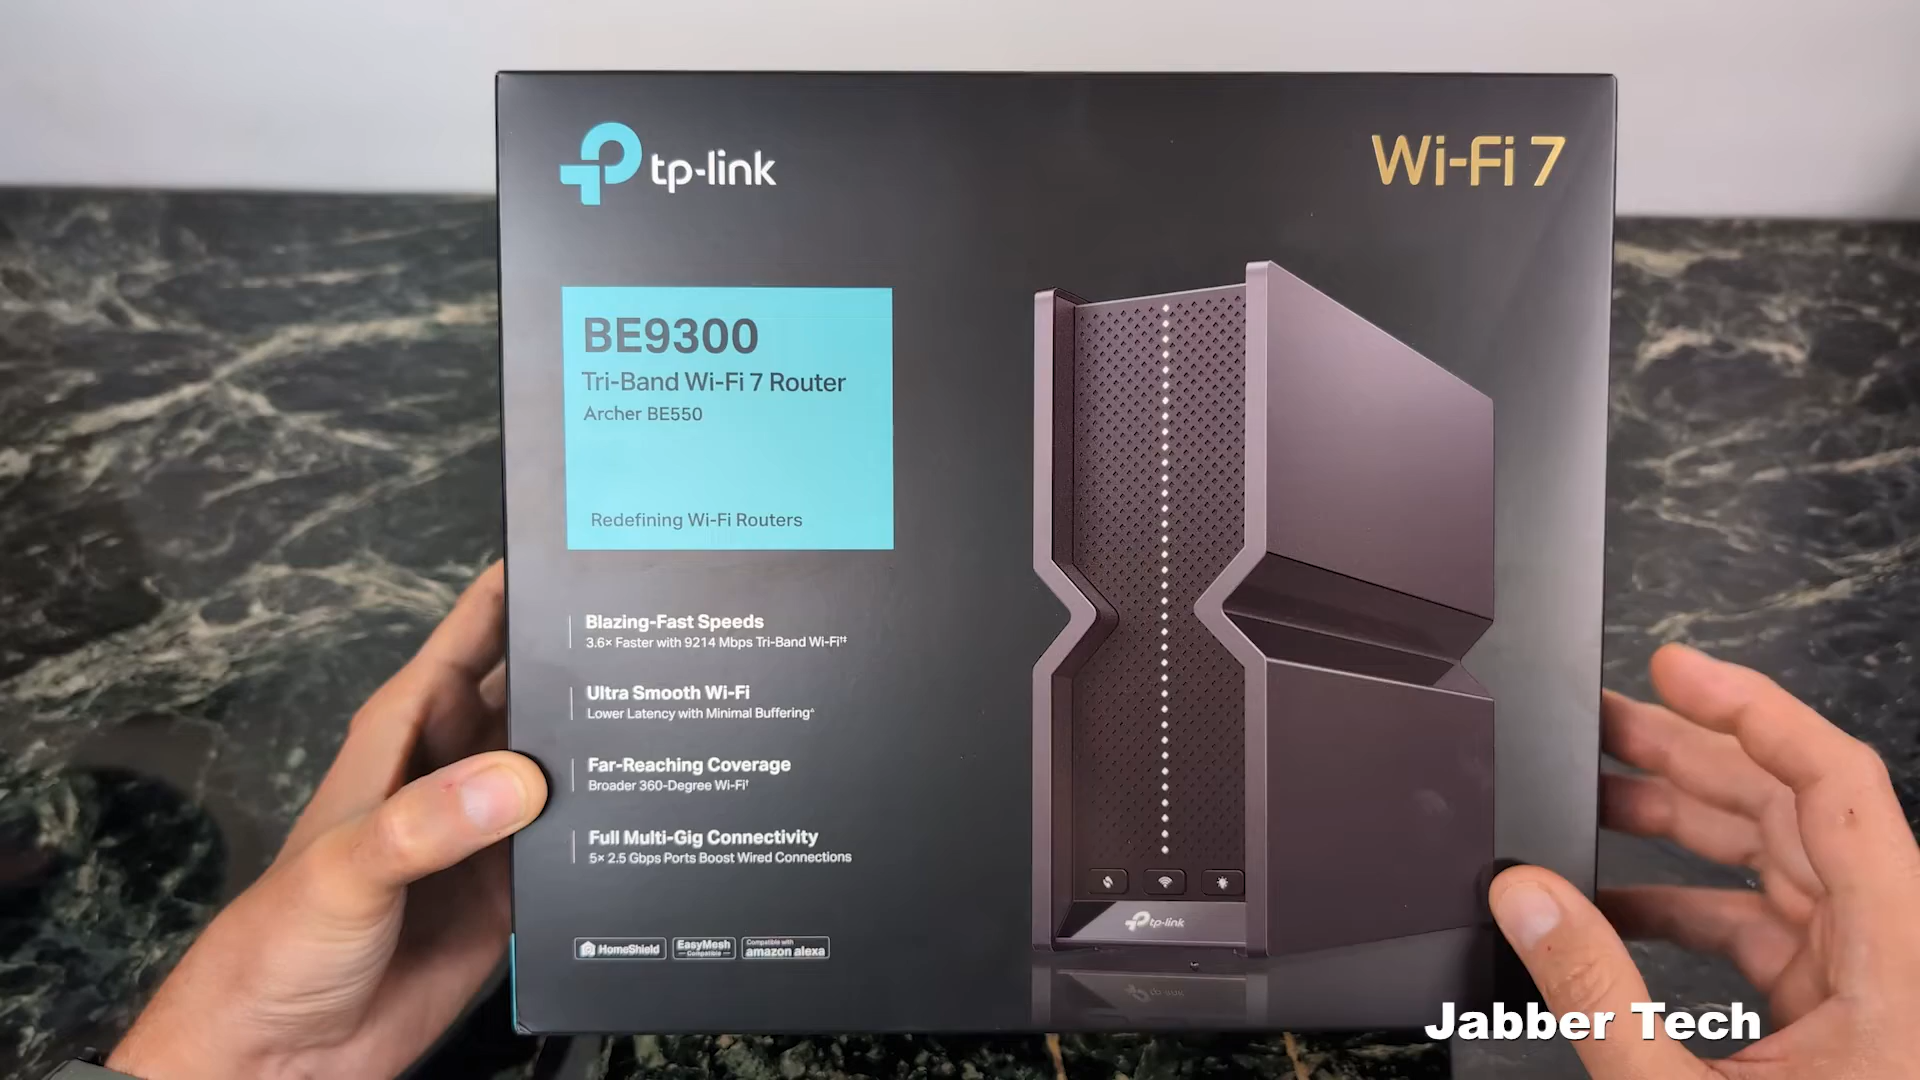 tp-link
Wi-Fi 7
BE9300
Tri-Band Wi-Fi 7 Router
Archer BE550
Redefining Wi-Fi Routers
Blazing-Fast Speeds
3.6× Faster with 9214 Mbps Tri-Band Wi-Fi†‡
Ultra Smooth Wi-Fi
Lower Latency with Minimal Buffering^
Far-Reaching Coverage
Broader 360-Degree Wi-Fi†
Full Multi-Gig Connectivity
5× 2.5 Gbps Ports Boost Wired Connections
HomeShield
EasyMesh
Compatible
Compatible with
amazon alexa
tp-link
Jabber Tech